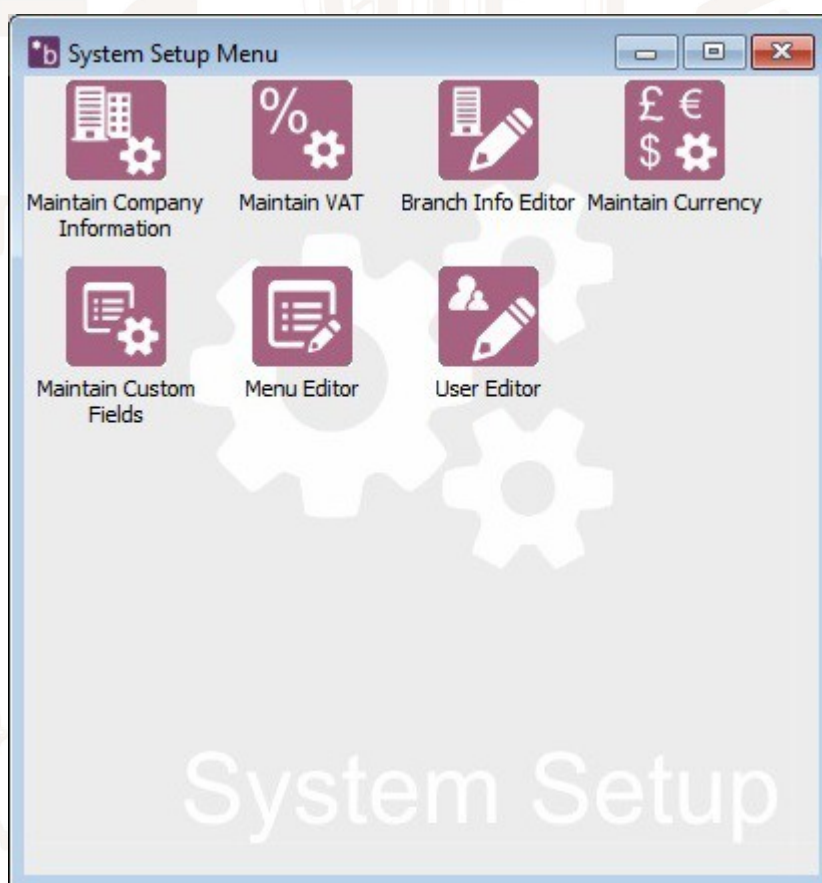 *b System Setup Menu
% £ €
$
Maintain Company Maintain VAT Branch Info Editor Maintain Currency
Information
Maintain Custom Menu Editor User Editor
Fields
System Setup